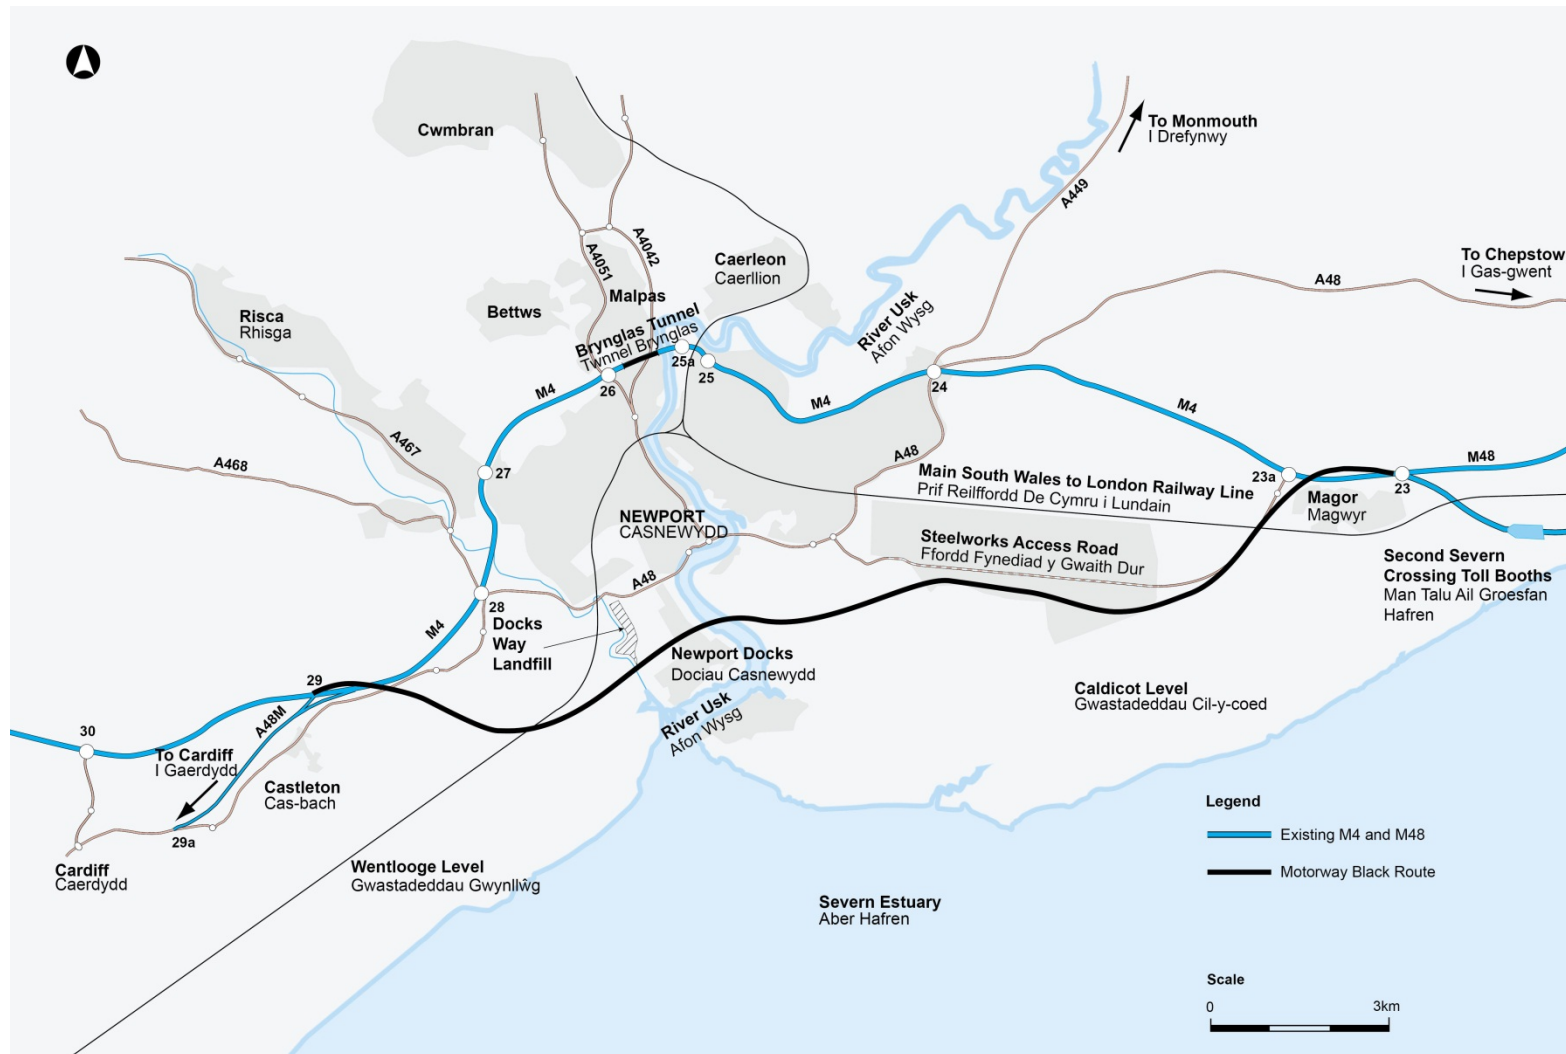 Cwmbran
To Monmouth
I Drefynwy
A449
A4051
A4042
Caerleon
Caerllion
To Chepstow
I Gas-gwent
A48
Malpas
Bettws
Risca
Rhisga
Brynglas Tunnel
Twnnel Brynglas
River Usk
Afon Wysg
25a
25
26
24
M4
M4
M4
A467
A468
27
A48
Main South Wales to London Railway Line
Prif Reilffordd De Cymru i Lundain
23a
23
M48
Magor
Magwyr
NEWPORT
CASNEWYDD
Steelworks Access Road
Ffordd Fynediad y Gwaith Dur
Second Severn
Crossing Toll Booths
Man Talu Ail Groesfan
Hafren
A48
28
M4
Docks
Way
Landfill
Newport Docks
Dociau Casnewydd
29
A48M
Caldicot Level
Gwastadeddau Cil-y-coed
River Usk
Afon Wysg
30
To Cardiff
I Gaerdydd
Castleton
Cas-bach
29a
Cardiff
Caerdydd
Wentlooge Level
Gwastadeddau Gwynllŵg
Severn Estuary
Aber Hafren
Legend
Existing M4 and M48
Motorway Black Route
Scale
0 3km